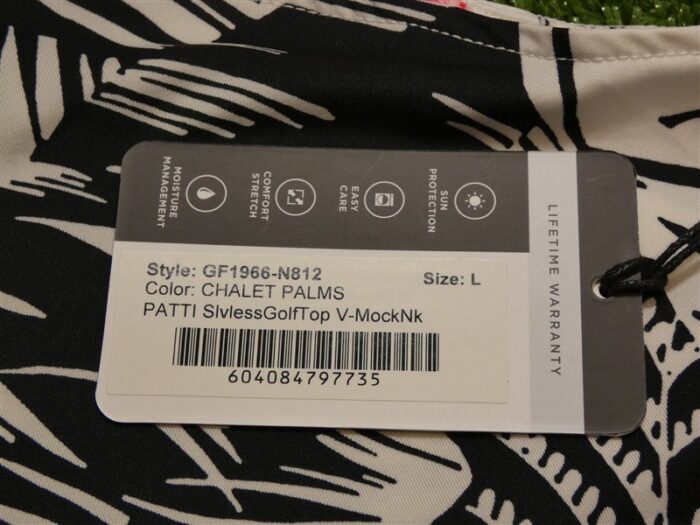 MOISTURE
MANAGEMENT
COMFORT
STRETCH
EASY
CARE
SUN
PROTECTION
LIFETIME WARRANTY
Style: GF1966-N812
Size: L
Color: CHALET PALMS
PATTI SlvlessGolfTop V-MockNk
604084797735